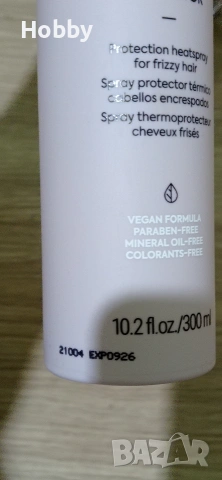 Hobby
Protection heatspray
for frizzy hair
Spray protector térmico
cabellos encrespados
Spray thermoprotecteur
cheveux frisés
VEGAN FORMULA
PARABEN-FREE
MINERAL OIL-FREE
COLORANTS-FREE
10.2 fl.oz./300 ml
21004 EXP0926
BAZAR